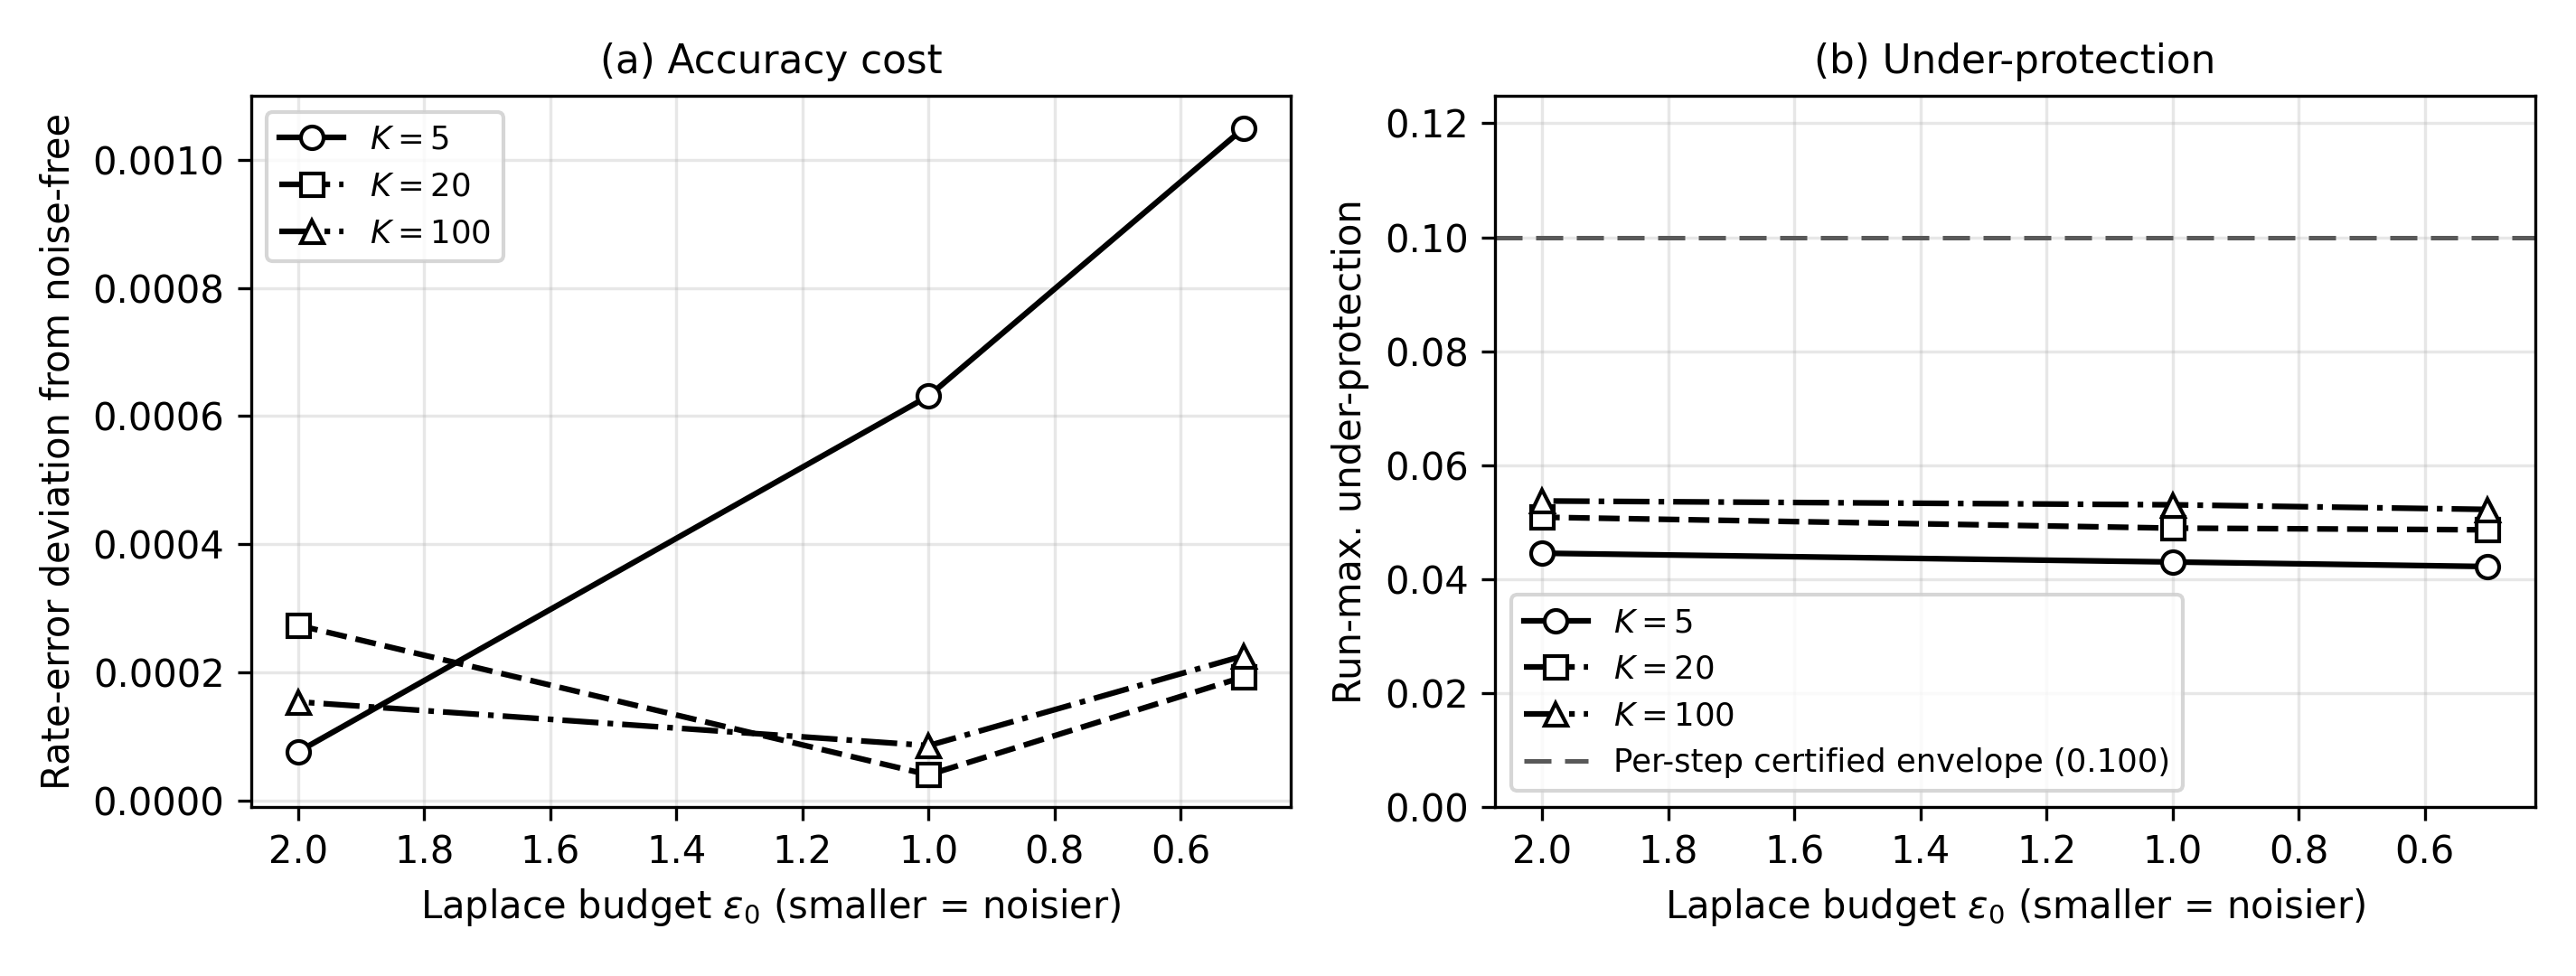 (a) Accuracy cost
Rate-error deviation from noise-free
0.0010
0.0008
0.0006
0.0004
0.0002
0.0000
K = 5
K = 20
K = 100
2.0 1.8 1.6 1.4 1.2 1.0 0.8 0.6
Laplace budget ε₀ (smaller = noisier)
(b) Under-protection
Run-max. under-protection
0.12
0.10
0.08
0.06
0.04
0.02
0.00
K = 5
K = 20
K = 100
Per-step certified envelope (0.100)
2.0 1.8 1.6 1.4 1.2 1.0 0.8 0.6
Laplace budget ε₀ (smaller = noisier)